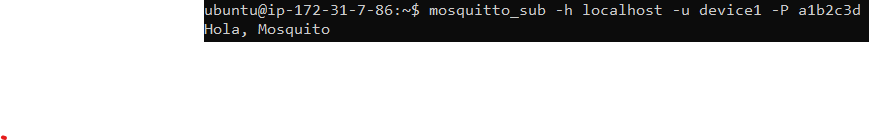 ubuntu@ip-172-31-7-86:~$ mosquitto_sub -h localhost -u device1 -P a1b2c3d
Hola, Mosquito